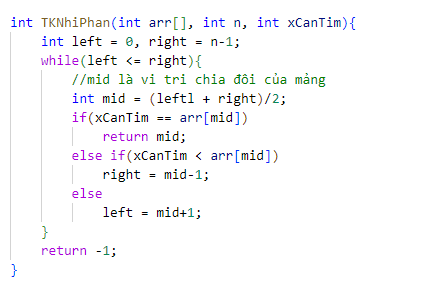 int TKNhiPhan(int arr[], int n, int xCanTim){
int left = 0, right = n-1;
while(left <= right){
//mid là vi trì chia đôi của mảng
int mid = (leftl + right)/2;
if(xCanTim == arr[mid])
return mid;
else if(xCanTim < arr[mid])
right = mid-1;
else
left = mid+1;
}
return -1;
}